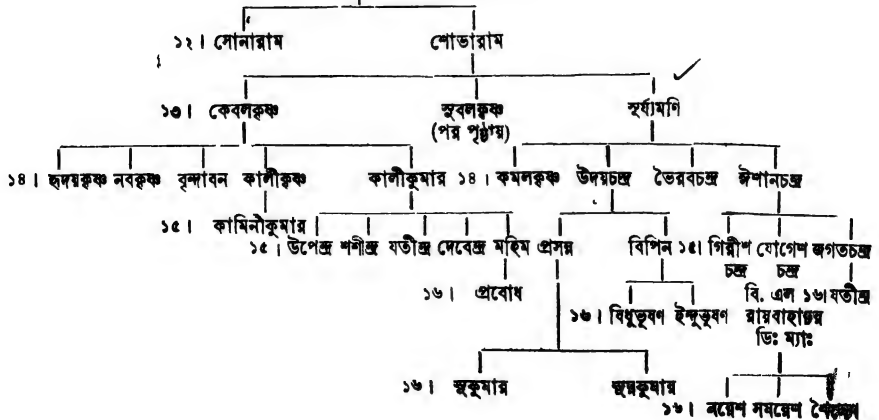 ১২। সোনারাম শোভারাম
১৩। কেবলকৃষ্ণ সুবলকৃষ্ণ সূর্য্যমণি
(পর পৃষ্ঠায়)
১৪। হৃদয়কৃষ্ণ নবকৃষ্ণ বৃন্দাবন কালীকৃষ্ণ কালীকুমার ১৪। কমলকৃষ্ণ উদয়চন্দ্র ভৈরবচন্দ্র ঈশানচন্দ্র
১৫। কামিনীকুমার
১৫। উপেন্দ্র শশীন্দ্র যতীন্দ্র দেবেন্দ্র মহিম প্রসন্ন বিপিন ১৫। গিরীশ যোগেশ জগতচন্দ্র
চন্দ্র চন্দ্র
১৬। প্রবোধ বি. এল ১৬। যতীন্দ্র
১৬। বিধুভূষণ ইন্দুভূষণ রায়বাহাদুর
ডিঃ ম্যাঃ
১৬। সুকুমার সুরকুমার
১৬। নরেশ সমরেশ